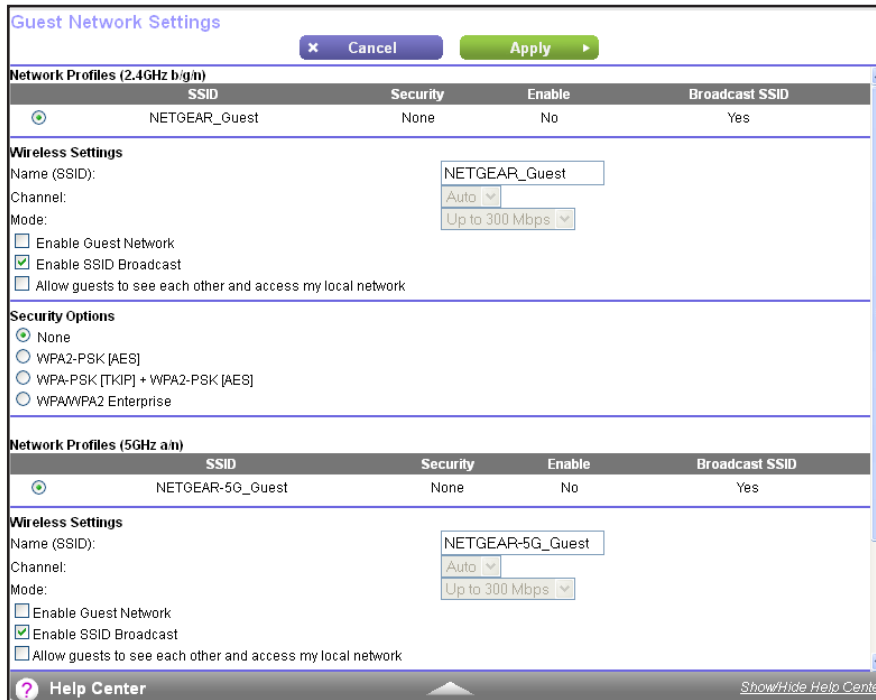 Guest Network Settings
Cancel Apply
Network Profiles (2.4GHz b/g/n)
SSID Security Enable Broadcast SSID
NETGEAR_Guest None No Yes
Wireless Settings
Name (SSID): NETGEAR_Guest
Channel: Auto
Mode: Up to 300 Mbps
Enable Guest Network
Enable SSID Broadcast
Allow guests to see each other and access my local network
Security Options
None
WPA2-PSK [AES]
WPA-PSK [TKIP] + WPA2-PSK [AES]
WPA/WPA2 Enterprise
Network Profiles (5GHz a/n)
SSID Security Enable Broadcast SSID
NETGEAR-5G_Guest None No Yes
Wireless Settings
Name (SSID): NETGEAR-5G_Guest
Channel: Auto
Mode: Up to 300 Mbps
Enable Guest Network
Enable SSID Broadcast
Allow guests to see each other and access my local network
? Help Center Show/Hide Help Cente